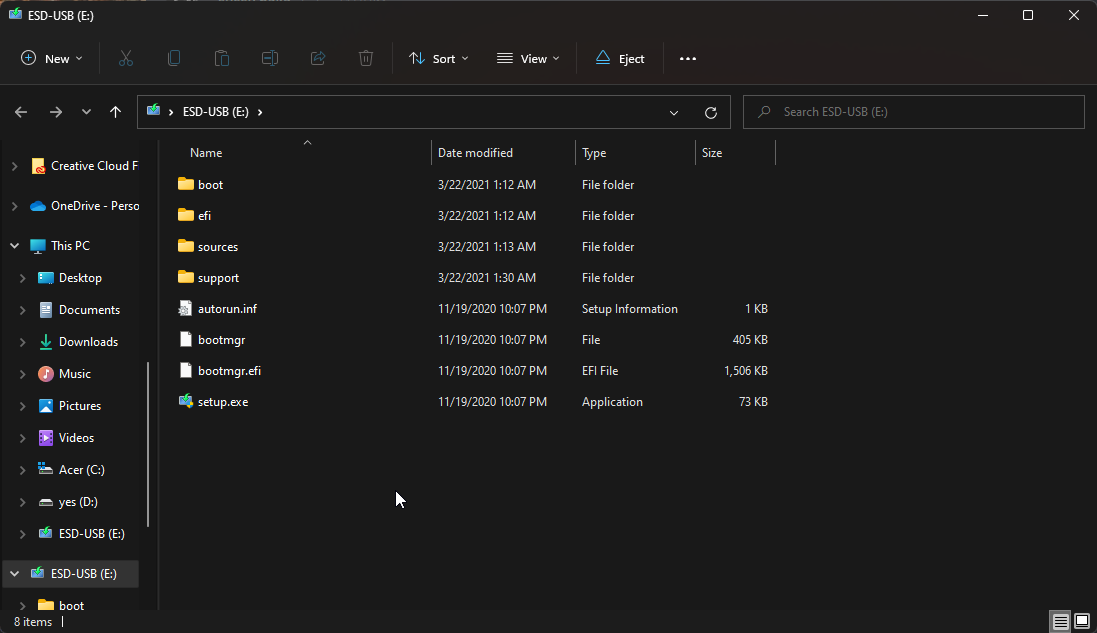 ESD-USB (E:)
New Sort View Eject
ESD-USB (E:) Search ESD-USB (E:)
Creative Cloud F
OneDrive - Perso
This PC
Desktop
Documents
Downloads
Music
Pictures
Videos
Acer (C:)
yes (D:)
ESD-USB (E:)
ESD-USB (E:)
boot
Name Date modified Type Size
boot 3/22/2021 1:12 AM File folder
efi 3/22/2021 1:12 AM File folder
sources 3/22/2021 1:13 AM File folder
support 3/22/2021 1:30 AM File folder
autorun.inf 11/19/2020 10:07 PM Setup Information 1 KB
bootmgr 11/19/2020 10:07 PM File 405 KB
bootmgr.efi 11/19/2020 10:07 PM EFI File 1,506 KB
setup.exe 11/19/2020 10:07 PM Application 73 KB
8 items